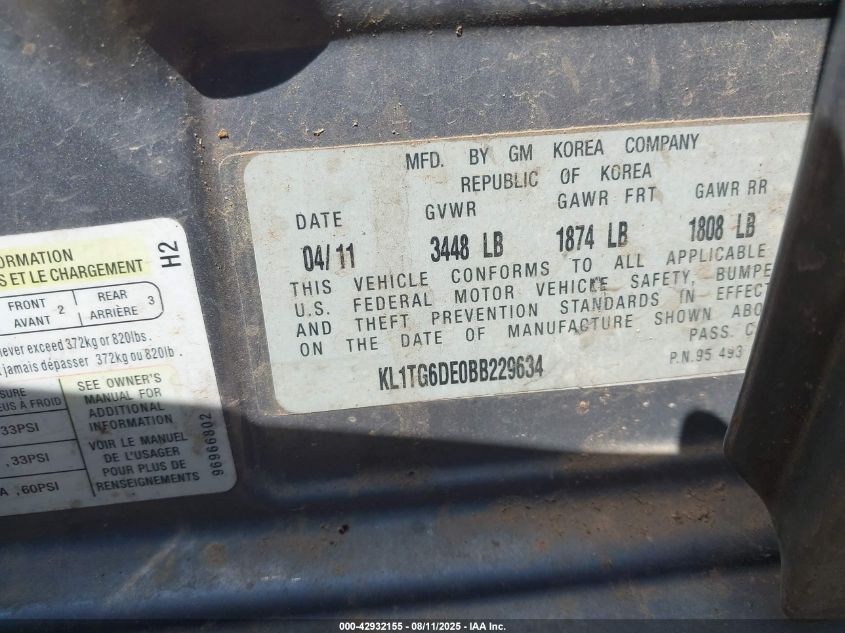 ORMATION
S ET LE CHARGEMENT
H2
FRONT 2 REAR 3
AVANT ARRIÈRE
never exceed 372kg or 820lbs.
t jamais dépasser 372kg ou 820lb.
SURE
EUS À FROID
33PSI
,33PSI
A ,60PSI
SEE OWNER'S
MANUAL FOR
ADDITIONAL
INFORMATION
VOIR LE MANUEL
DE L'USAGER
POUR PLUS DE
RENSEIGNEMENTS
96966802
MFD. BY GM KOREA COMPANY
REPUBLIC OF KOREA
DATE GVWR GAWR FRT GAWR RR
04/11 3448 LB 1874 LB 1808 LB
THIS VEHICLE CONFORMS TO ALL APPLICABLE
U.S. FEDERAL MOTOR VEHICLE SAFETY, BUMPE
AND THEFT PREVENTION STANDARDS IN EFFECT
ON THE DATE OF MANUFACTURE SHOWN ABO
PASS. C
KL1TG6DE0BB229634
P.N.95 493
000-42932155 - 08/11/2025 - IAA Inc.